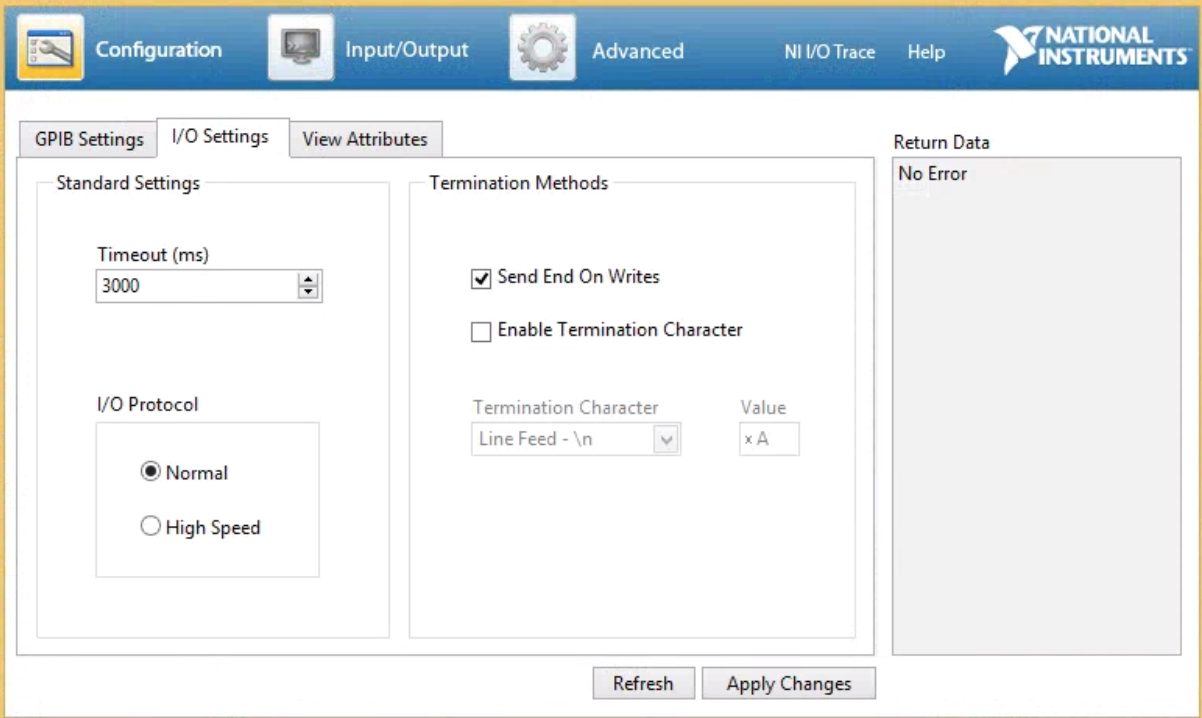 Configuration
Input/Output
Advanced
NI I/O Trace
Help
NATIONAL
INSTRUMENTS
GPIB Settings
I/O Settings
View Attributes
Return Data
No Error
Standard Settings
Timeout (ms)
3000
I/O Protocol
Normal
High Speed
Termination Methods
Send End On Writes
Enable Termination Character
Termination Character
Value
Line Feed - \n
x A
Refresh
Apply Changes